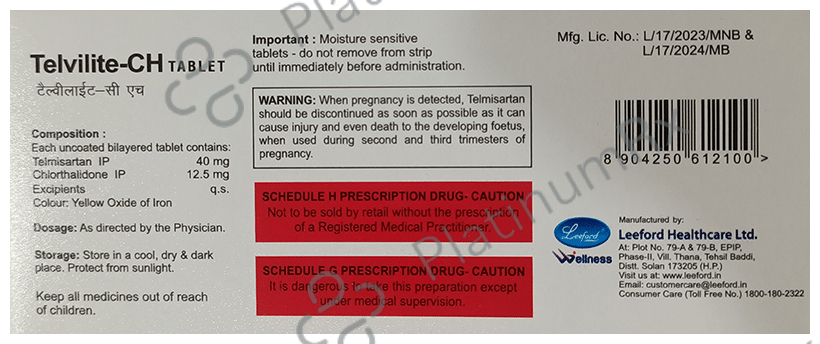 Telvilite-CH TABLET
टैल्वीलाईट–सी एच
Composition :
Each uncoated bilayered tablet contains:
Telmisartan IP 40 mg
Chlorthalidone IP 12.5 mg
Excipients q.s.
Colour: Yellow Oxide of Iron
Dosage: As directed by the Physician.
Storage: Store in a cool, dry & dark
place. Protect from sunlight.
Keep all medicines out of reach
of children.
Important : Moisture sensitive
tablets - do not remove from strip
until immediately before administration.
WARNING: When pregnancy is detected, Telmisartan
should be discontinued as soon as possible as it can
cause injury and even death to the developing foetus,
when used during second and third trimesters of
pregnancy.
SCHEDULE H PRESCRIPTION DRUG- CAUTION
Not to be sold by retail without the prescription
of a Registered Medical Practitioner.
SCHEDULE G PRESCRIPTION DRUG- CAUTION
It is dangerous to take this preparation except
under medical supervision.
Mfg. Lic. No.: L/17/2023/MNB &
L/17/2024/MB
8 904250 612100 >
Leeford
Wellness
Manufactured by:
Leeford Healthcare Ltd.
At: Plot No. 79-A & 79-B, EPIP,
Phase-II, Vill. Thana, Tehsil Baddi,
Distt. Solan 173205 (H.P.)
Visit us at: www.leeford.in
Email: customercare@leeford.in
Consumer Care (Toll Free No.) 1800-180-2322
PlatinumRx